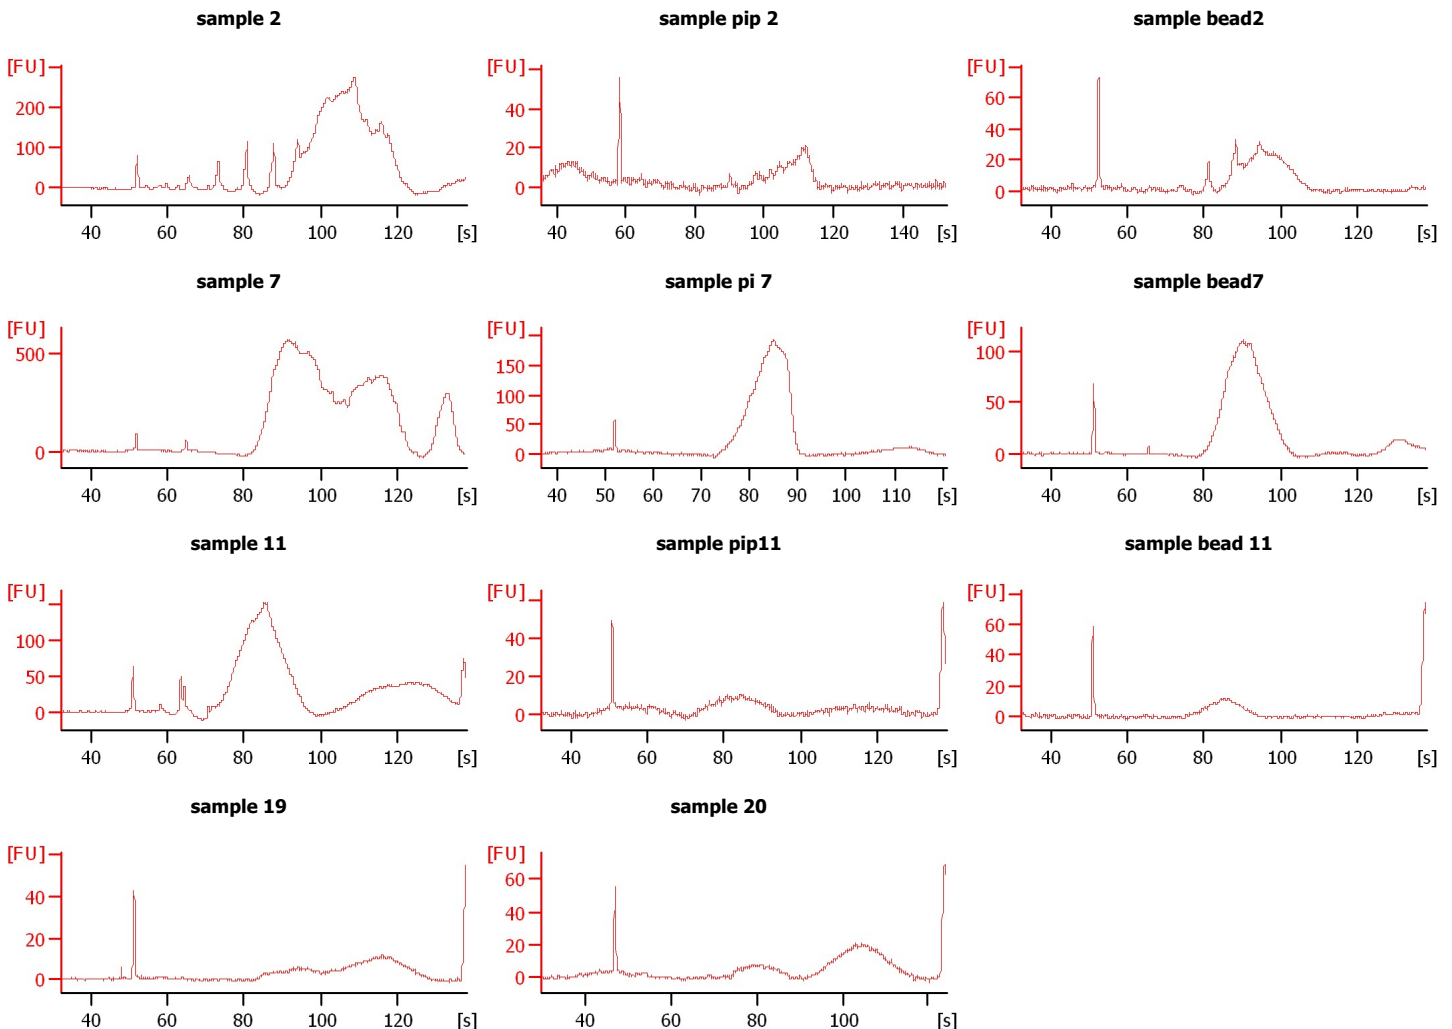 sample 2
sample pip 2
sample bead2
[FU]
200
100
0
40 60 80 100 120 [s]
[FU]
40
20
0
40 60 80 100 120 140 [s]
[FU]
60
40
20
0
40 60 80 100 120 [s]
sample 7
sample pi 7
sample bead7
[FU]
500
0
40 60 80 100 120 [s]
[FU]
150
100
50
0
40 50 60 70 80 90 100 110 [s]
[FU]
100
50
0
40 60 80 100 120 [s]
sample 11
sample pip11
sample bead 11
[FU]
100
50
0
40 60 80 100 120 [s]
[FU]
40
20
0
40 60 80 100 120 [s]
[FU]
60
40
20
0
40 60 80 100 120 [s]
sample 19
sample 20
[FU]
40
20
0
40 60 80 100 120 [s]
[FU]
60
40
20
0
40 60 80 100 [s]